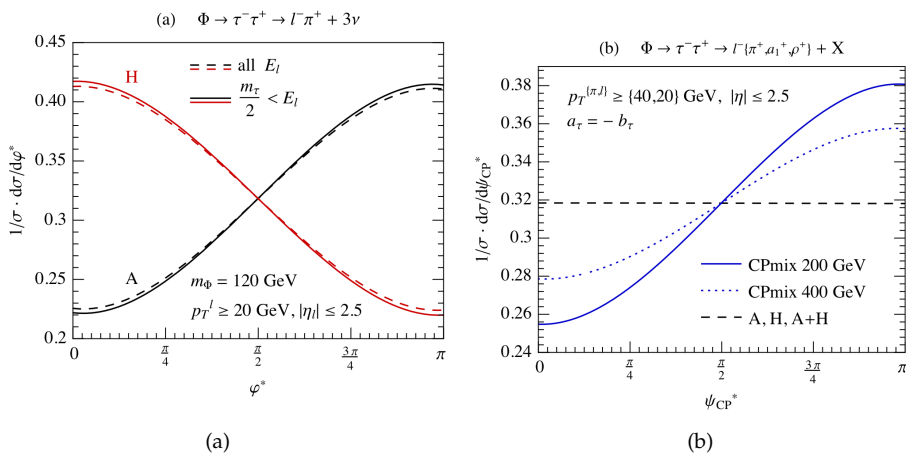 (a) Φ → τ⁻τ⁺ → l⁻π⁺ + 3ν
0.45
0.40
0.35
0.3
0.25
0.2
1/σ · dσ/dφ*
H
all E_l
m_τ/2 < E_l
A
m_Φ = 120 GeV
p_T^l ≥ 20 GeV, |η_l| ≤ 2.5
0 π/4 π/2 3π/4 π
φ*
(a)
(b) Φ → τ⁻τ⁺ → l⁻{π⁺,a₁⁺,ρ⁺} + X
0.38
0.36
0.34
0.32
0.3
0.28
0.26
0.24
1/σ · dσ/dψ_CP*
p_T^{π,l} ≥ {40,20} GeV, |η| ≤ 2.5
a_τ = − b_τ
CPmix 200 GeV
CPmix 400 GeV
A, H, A+H
0 π/4 π/2 3π/4 π
ψ_CP*
(b)